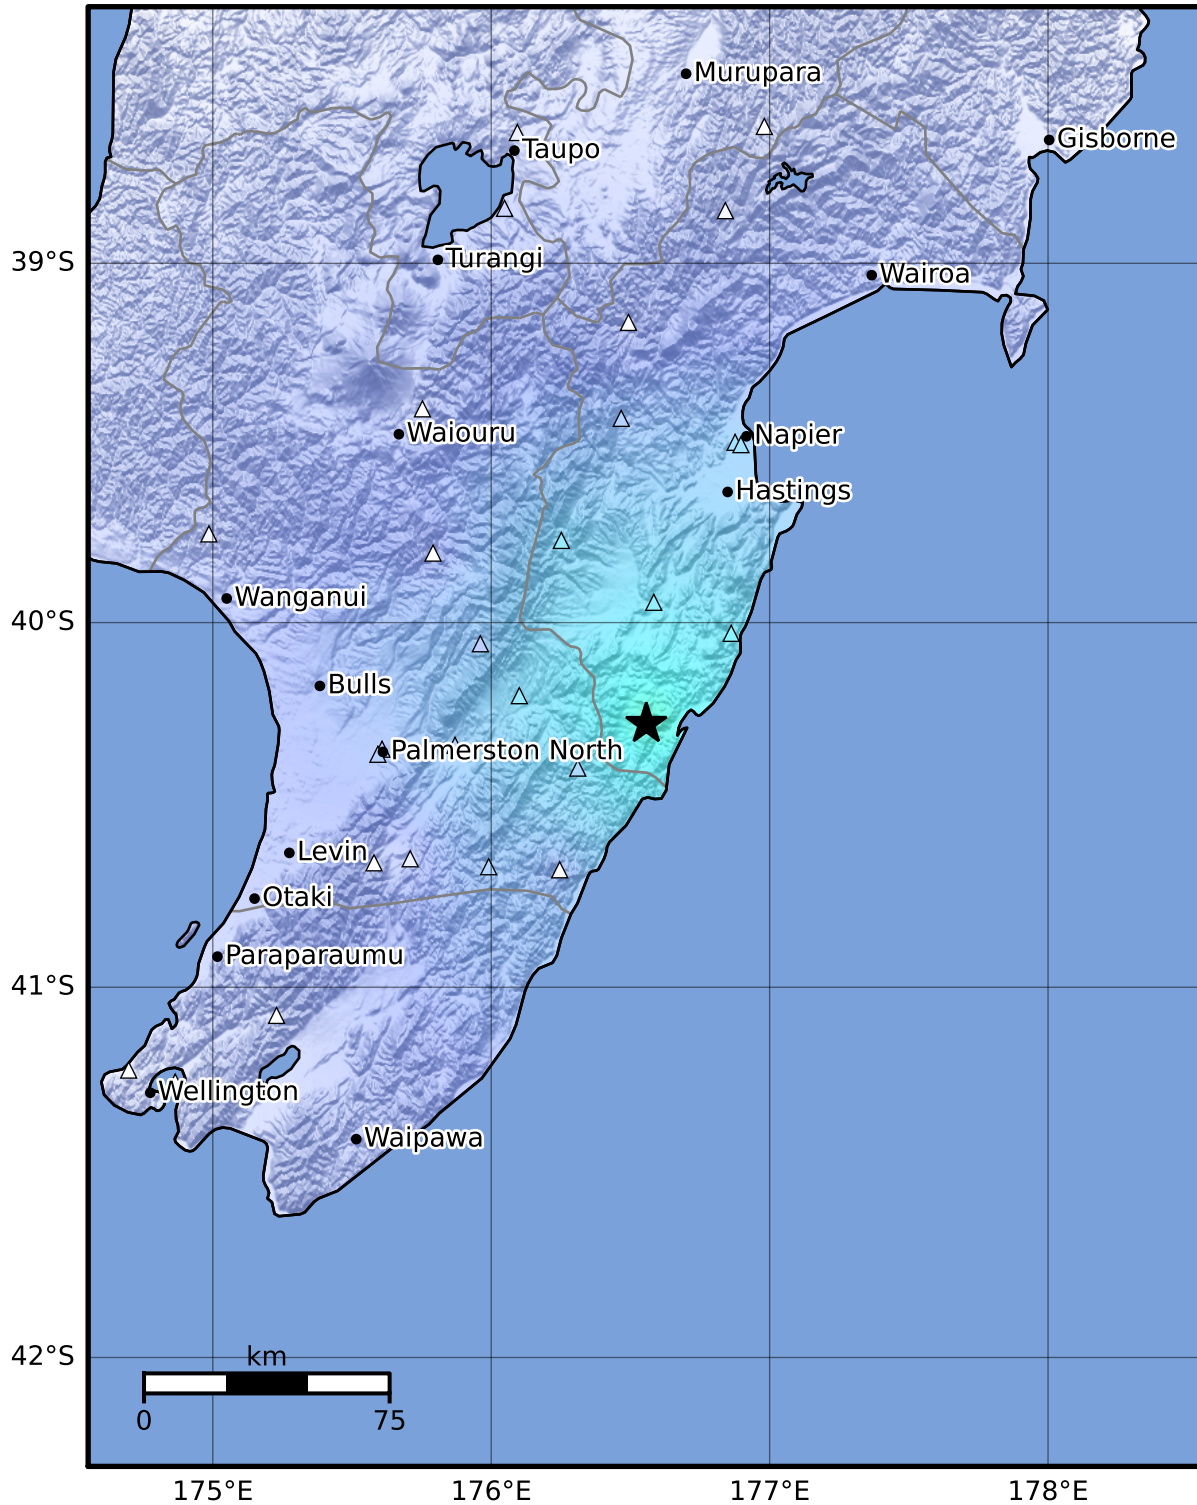 Murupara
Gisborne
Taupo
Turangi
39°S
Wairoa
Waiouru
Napier
Hastings
Wanganui
40°S
Bulls
Palmerston North
Levin
Otaki
Paraparaumu
41°S
Wellington
Waipawa
42°S
km
0 75
175°E 176°E 177°E 178°E